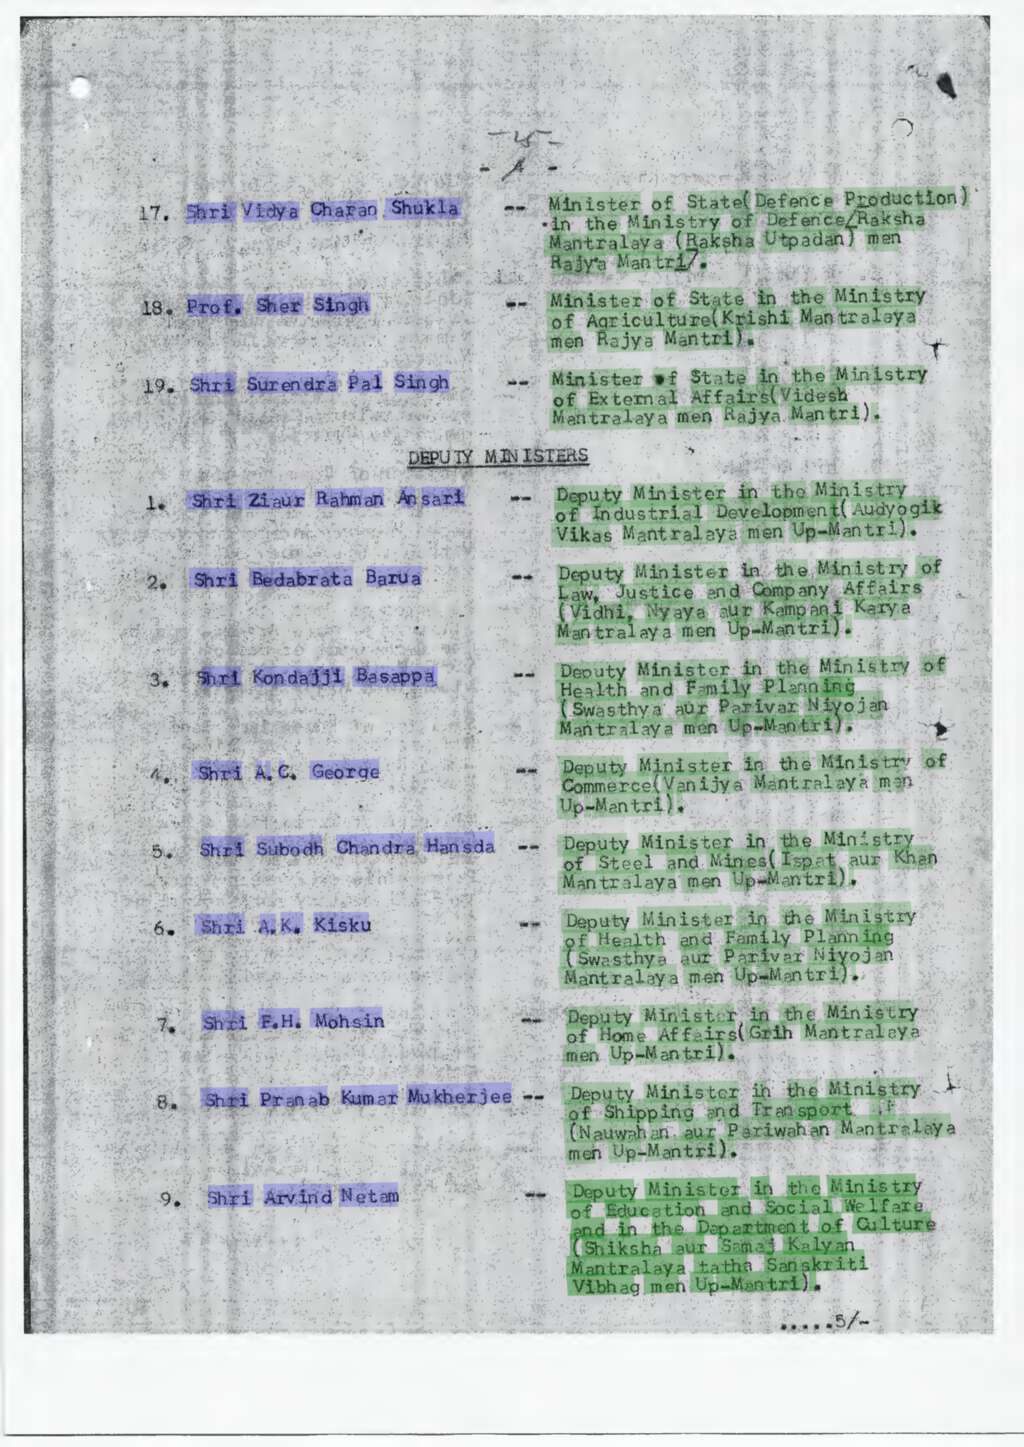 17. Shri Vidya Charan Shukla -- Minister of State(Defence Production)
in the Ministry of Defence/Raksha
Mantralaya (Raksha Utpadan) men
Rajya Mantri/.
18. Prof. Sher Singh -- Minister of State in the Ministry
of Agriculture(Krishi Mantralaya
men Rajya Mantri).
19. Shri Surendra Pal Singh -- Minister of State in the Ministry
of External Affairs(Videsh
Mantralaya men Rajya Mantri).
DEPUTY MINISTERS
1. Shri Ziaur Rahman Ansari -- Deputy Minister in the Ministry
of Industrial Development(Audyogik
Vikas Mantralaya men Up-Mantri).
2. Shri Bedabrata Barua -- Deputy Minister in the Ministry of
Law, Justice and Company Affairs
(Vidhi, Nyaya aur Kampani Karya
Mantralaya men Up-Mantri).
3. Shri Kondajji Basappa -- Deputy Minister in the Ministry of
Health and Family Planning
(Swasthya aur Parivar Niyojan
Mantralaya men Up-Mantri).
4. Shri A.C. George -- Deputy Minister in the Ministry of
Commerce(Vanijya Mantralaya men
Up-Mantri).
5. Shri Subodh Chandra Hansda -- Deputy Minister in the Ministry
of Steel and Mines(Ispat aur Khan
Mantralaya men Up-Mantri).
6. Shri A.K. Kisku -- Deputy Minister in the Ministry
of Health and Family Planning
(Swasthya aur Parivar Niyojan
Mantralaya men Up-Mantri).
7. Shri F.H. Mohsin -- Deputy Minister in the Ministry
of Home Affairs(Grih Mantralaya
men Up-Mantri).
8. Shri Pranab Kumar Mukherjee -- Deputy Minister in the Ministry
of Shipping and Transport
(Nauwahan aur Pariwahan Mantralaya
men Up-Mantri).
9. Shri Arvind Netam -- Deputy Minister in the Ministry
of Education and Social Welfare
and in the Department of Culture
(Shiksha aur Samaj Kalyan
Mantralaya tatha Sanskriti
Vibhag men Up-Mantri).
.....5/-